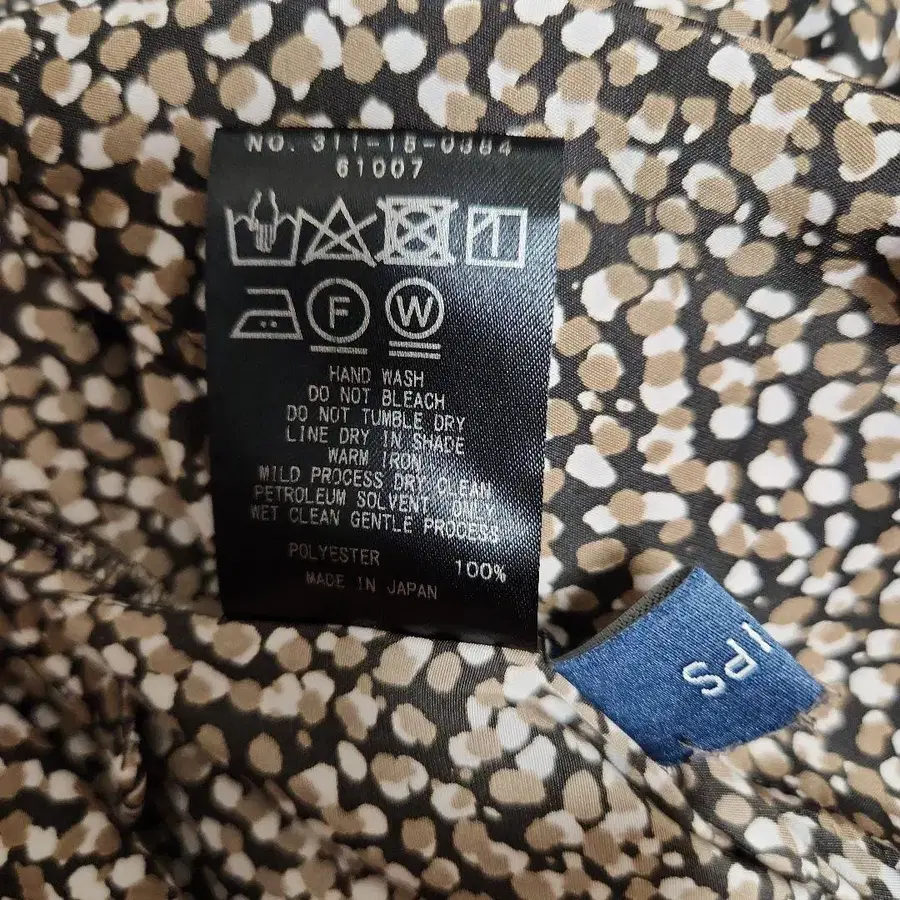 NO. 311-18-0084
61007
F W
HAND WASH
DO NOT BLEACH
DO NOT TUMBLE DRY
LINE DRY IN SHADE
WARM IRON
MILD PROCESS DRY CLEAN
PETROLEUM SOLVENT ONLY
WET CLEAN GENTLE PROCESS
POLYESTER 100%
MADE IN JAPAN
IPS